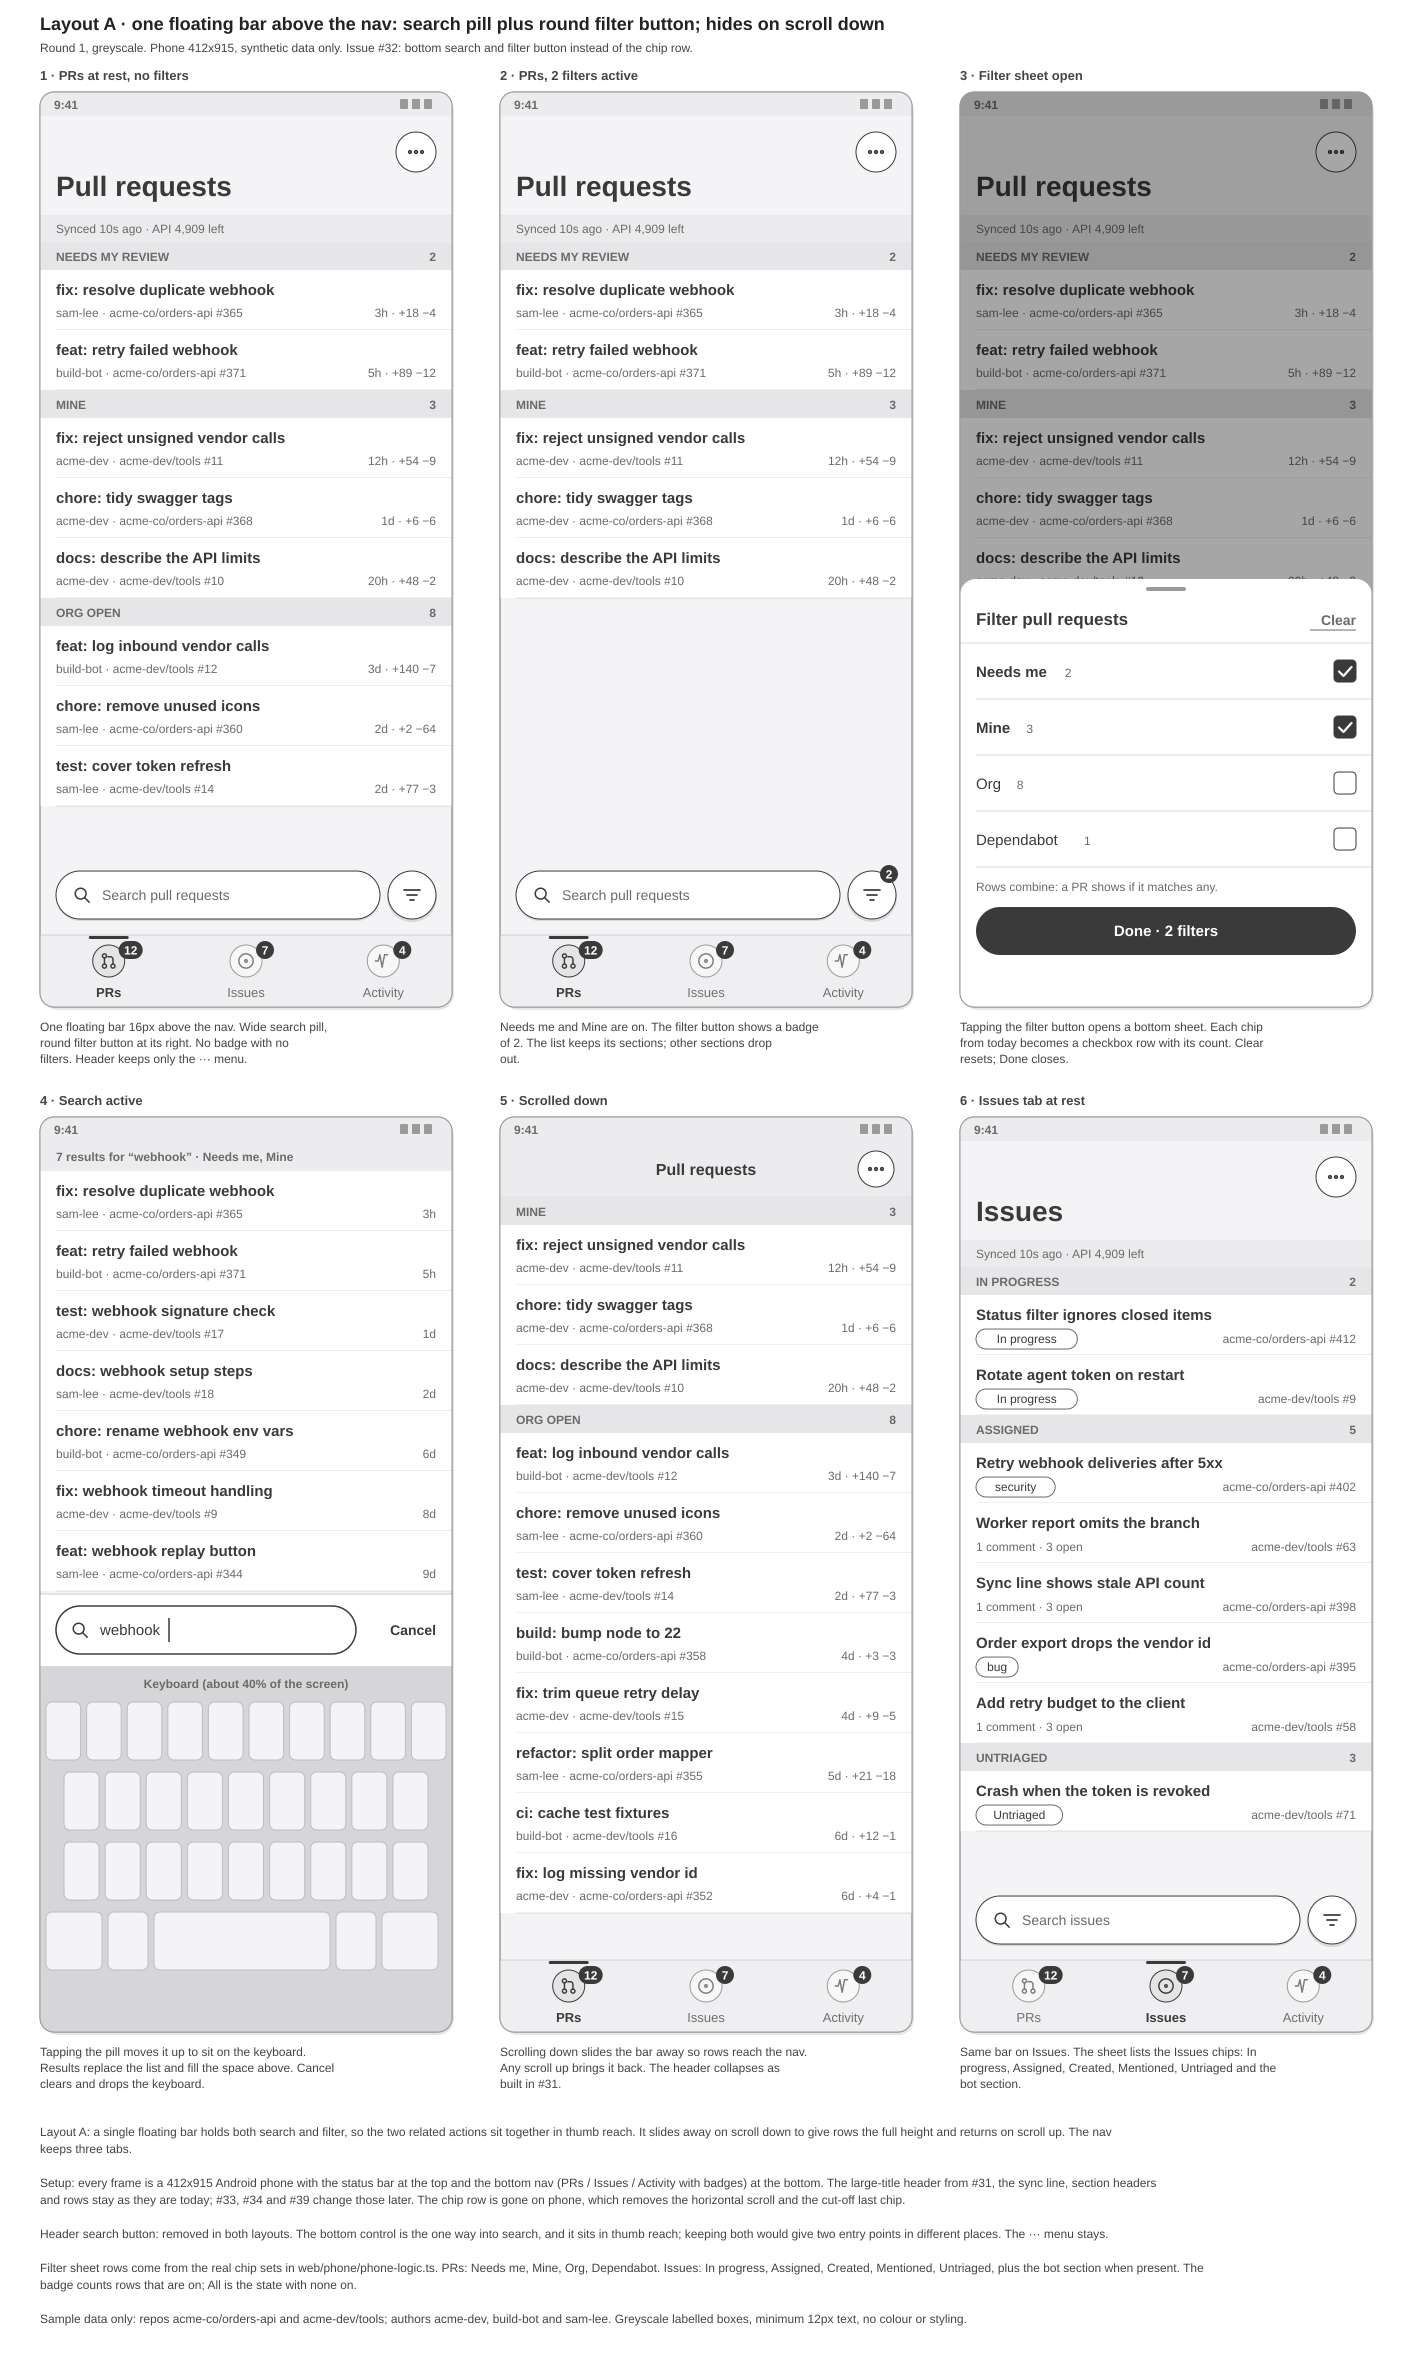 Layout A · one floating bar above the nav: search pill plus round filter button; hides on scroll down
Round 1, greyscale. Phone 412x915, synthetic data only. Issue #32: bottom search and filter button instead of the chip row.
1 · PRs at rest, no filters
9:41
Pull requests
Synced 10s ago · API 4,909 left
NEEDS MY REVIEW 2
fix: resolve duplicate webhook
sam-lee · acme-co/orders-api #365 3h · +18 −4
feat: retry failed webhook
build-bot · acme-co/orders-api #371 5h · +89 −12
MINE 3
fix: reject unsigned vendor calls
acme-dev · acme-dev/tools #11 12h · +54 −9
chore: tidy swagger tags
acme-dev · acme-co/orders-api #368 1d · +6 −6
docs: describe the API limits
acme-dev · acme-dev/tools #10 20h · +48 −2
ORG OPEN 8
feat: log inbound vendor calls
build-bot · acme-dev/tools #12 3d · +140 −7
chore: remove unused icons
sam-lee · acme-co/orders-api #360 2d · +2 −64
test: cover token refresh
sam-lee · acme-dev/tools #14 2d · +77 −3
Search pull requests
12 7 4
PRs Issues Activity
One floating bar 16px above the nav. Wide search pill,
round filter button at its right. No badge with no
filters. Header keeps only the ··· menu.
2 · PRs, 2 filters active
9:41
Pull requests
Synced 10s ago · API 4,909 left
NEEDS MY REVIEW 2
fix: resolve duplicate webhook
sam-lee · acme-co/orders-api #365 3h · +18 −4
feat: retry failed webhook
build-bot · acme-co/orders-api #371 5h · +89 −12
MINE 3
fix: reject unsigned vendor calls
acme-dev · acme-dev/tools #11 12h · +54 −9
chore: tidy swagger tags
acme-dev · acme-co/orders-api #368 1d · +6 −6
docs: describe the API limits
acme-dev · acme-dev/tools #10 20h · +48 −2
2
Search pull requests
12 7 4
PRs Issues Activity
Needs me and Mine are on. The filter button shows a badge
of 2. The list keeps its sections; other sections drop
out.
3 · Filter sheet open
9:41
Pull requests
Synced 10s ago · API 4,909 left
NEEDS MY REVIEW 2
fix: resolve duplicate webhook
sam-lee · acme-co/orders-api #365 3h · +18 −4
feat: retry failed webhook
build-bot · acme-co/orders-api #371 5h · +89 −12
MINE 3
fix: reject unsigned vendor calls
acme-dev · acme-dev/tools #11 12h · +54 −9
chore: tidy swagger tags
acme-dev · acme-co/orders-api #368 1d · +6 −6
docs: describe the API limits
Filter pull requests Clear
Needs me 2
Mine 3
Org 8
Dependabot 1
Rows combine: a PR shows if it matches any.
Done · 2 filters
Tapping the filter button opens a bottom sheet. Each chip
from today becomes a checkbox row with its count. Clear
resets; Done closes.
4 · Search active
9:41
7 results for “webhook” · Needs me, Mine
fix: resolve duplicate webhook
sam-lee · acme-co/orders-api #365 3h
feat: retry failed webhook
build-bot · acme-co/orders-api #371 5h
test: webhook signature check
acme-dev · acme-dev/tools #17 1d
docs: webhook setup steps
sam-lee · acme-dev/tools #18 2d
chore: rename webhook env vars
build-bot · acme-co/orders-api #349 6d
fix: webhook timeout handling
acme-dev · acme-dev/tools #9 8d
feat: webhook replay button
sam-lee · acme-co/orders-api #344 9d
webhook Cancel
Keyboard (about 40% of the screen)
Tapping the pill moves it up to sit on the keyboard.
Results replace the list and fill the space above. Cancel
clears and drops the keyboard.
5 · Scrolled down
9:41
Pull requests
MINE 3
fix: reject unsigned vendor calls
acme-dev · acme-dev/tools #11 12h · +54 −9
chore: tidy swagger tags
acme-dev · acme-co/orders-api #368 1d · +6 −6
docs: describe the API limits
acme-dev · acme-dev/tools #10 20h · +48 −2
ORG OPEN 8
feat: log inbound vendor calls
build-bot · acme-dev/tools #12 3d · +140 −7
chore: remove unused icons
sam-lee · acme-co/orders-api #360 2d · +2 −64
test: cover token refresh
sam-lee · acme-dev/tools #14 2d · +77 −3
build: bump node to 22
build-bot · acme-co/orders-api #358 4d · +3 −3
fix: trim queue retry delay
acme-dev · acme-dev/tools #15 4d · +9 −5
refactor: split order mapper
sam-lee · acme-co/orders-api #355 5d · +21 −18
ci: cache test fixtures
build-bot · acme-dev/tools #16 6d · +12 −1
fix: log missing vendor id
acme-dev · acme-co/orders-api #352 6d · +4 −1
12 7 4
PRs Issues Activity
Scrolling down slides the bar away so rows reach the nav.
Any scroll up brings it back. The header collapses as
built in #31.
6 · Issues tab at rest
9:41
Issues
Synced 10s ago · API 4,909 left
IN PROGRESS 2
Status filter ignores closed items
In progress acme-co/orders-api #412
Rotate agent token on restart
In progress acme-dev/tools #9
ASSIGNED 5
Retry webhook deliveries after 5xx
security acme-co/orders-api #402
Worker report omits the branch
1 comment · 3 open acme-dev/tools #63
Sync line shows stale API count
1 comment · 3 open acme-co/orders-api #398
Order export drops the vendor id
bug acme-co/orders-api #395
Add retry budget to the client
1 comment · 3 open acme-dev/tools #58
UNTRIAGED 3
Crash when the token is revoked
Untriaged acme-dev/tools #71
Search issues
12 7 4
PRs Issues Activity
Same bar on Issues. The sheet lists the Issues chips: In
progress, Assigned, Created, Mentioned, Untriaged and the
bot section.
Layout A: a single floating bar holds both search and filter, so the two related actions sit together in thumb reach. It slides away on scroll down to give rows the full height and returns on scroll up. The nav
keeps three tabs.
Setup: every frame is a 412x915 Android phone with the status bar at the top and the bottom nav (PRs / Issues / Activity with badges) at the bottom. The large-title header from #31, the sync line, section headers
and rows stay as they are today; #33, #34 and #39 change those later. The chip row is gone on phone, which removes the horizontal scroll and the cut-off last chip.
Header search button: removed in both layouts. The bottom control is the one way into search, and it sits in thumb reach; keeping both would give two entry points in different places. The ··· menu stays.
Filter sheet rows come from the real chip sets in web/phone/phone-logic.ts. PRs: Needs me, Mine, Org, Dependabot. Issues: In progress, Assigned, Created, Mentioned, Untriaged, plus the bot section when present. The
badge counts rows that are on; All is the state with none on.
Sample data only: repos acme-co/orders-api and acme-dev/tools; authors acme-dev, build-bot and sam-lee. Greyscale labelled boxes, minimum 12px text, no colour or styling.